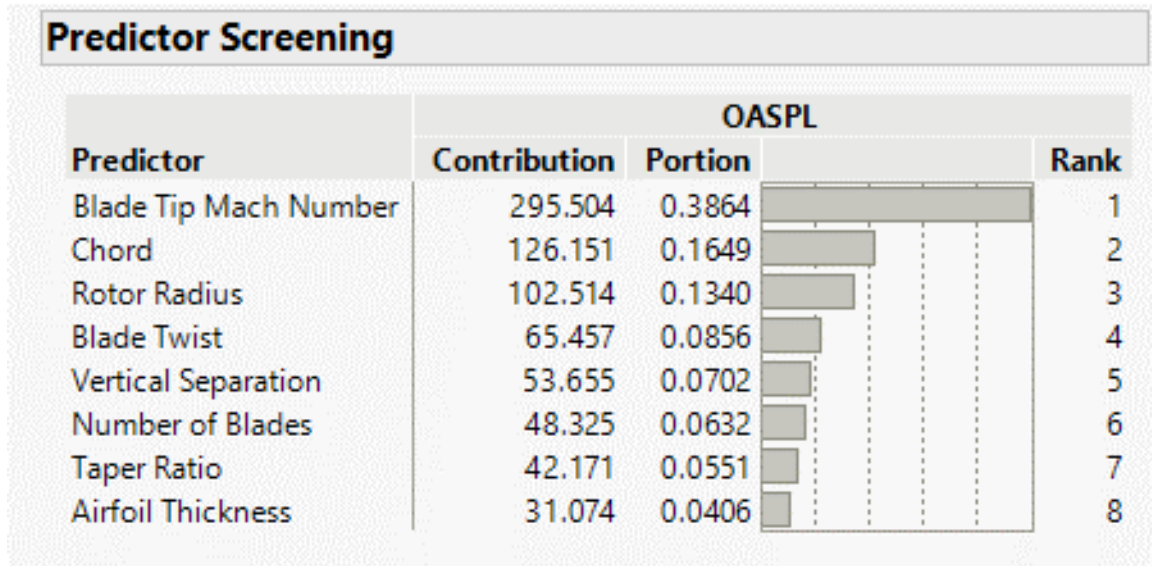 Predictor Screening
OASPL
Predictor Contribution Portion Rank
Blade Tip Mach Number 295.504 0.3864 1
Chord 126.151 0.1649 2
Rotor Radius 102.514 0.1340 3
Blade Twist 65.457 0.0856 4
Vertical Separation 53.655 0.0702 5
Number of Blades 48.325 0.0632 6
Taper Ratio 42.171 0.0551 7
Airfoil Thickness 31.074 0.0406 8